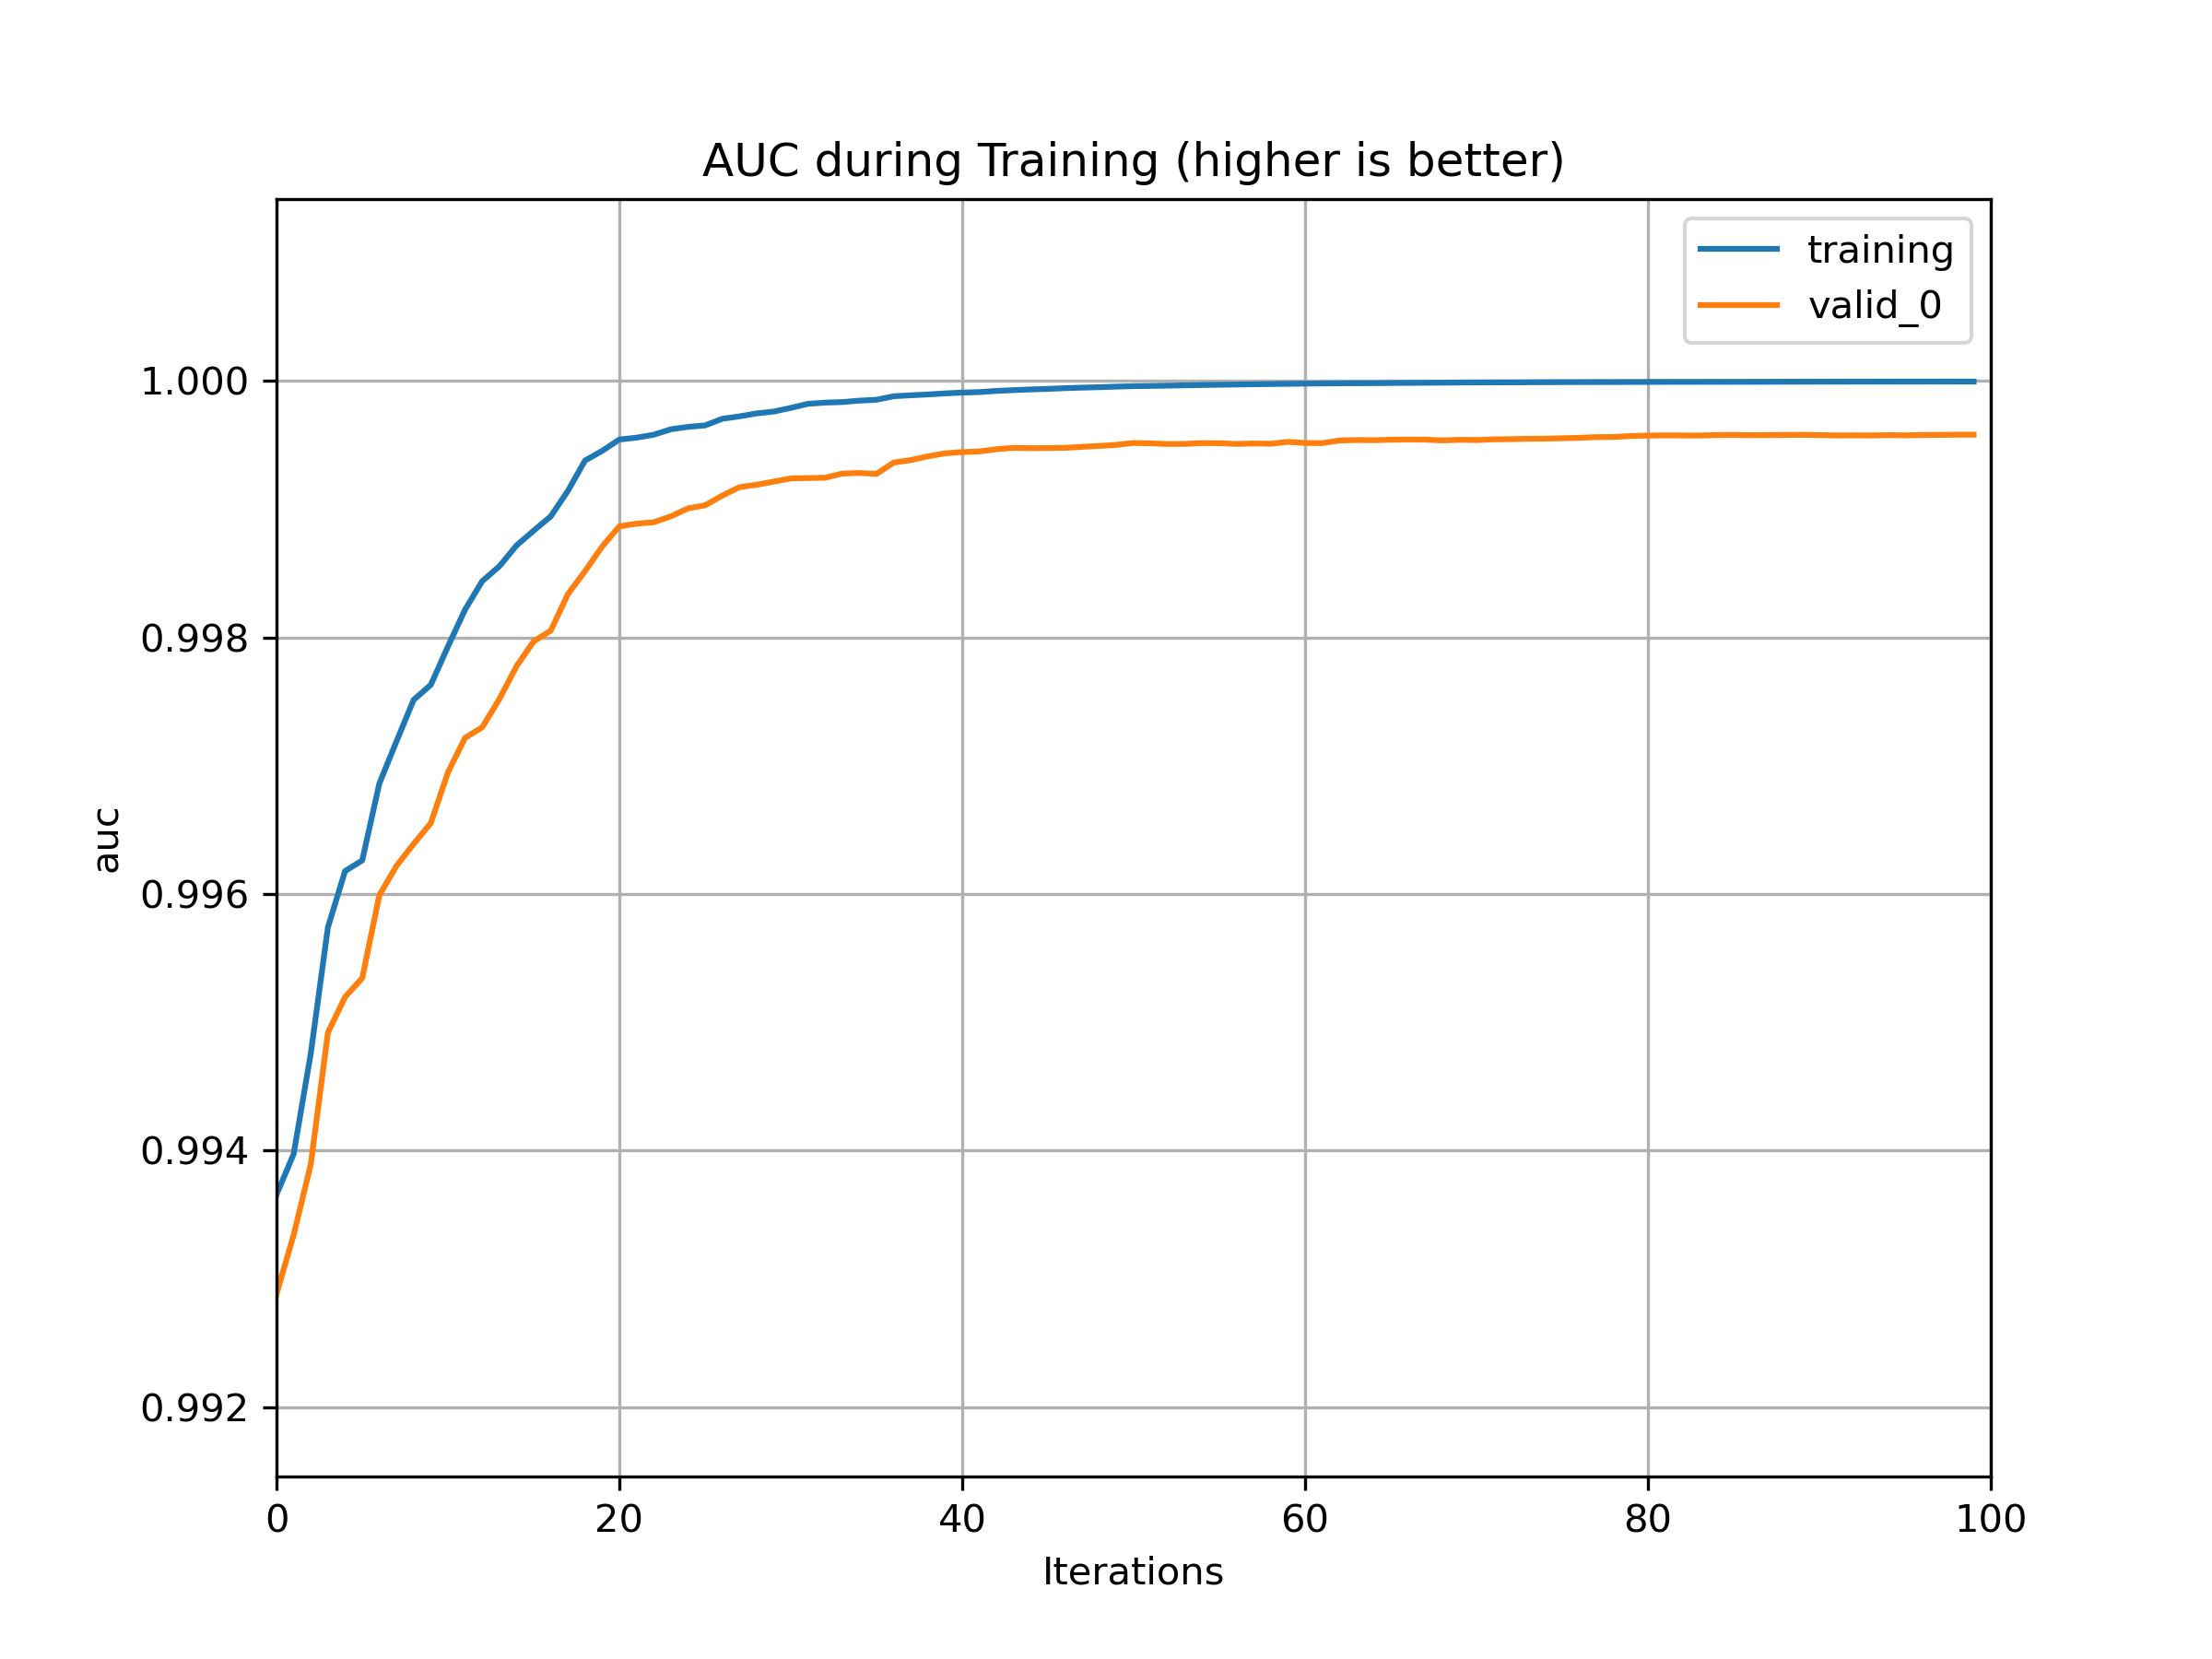 AUC during Training (higher is better)
training
valid_0
1.000
0.998
0.996
0.994
0.992
auc
0 20 40 60 80 100
Iterations